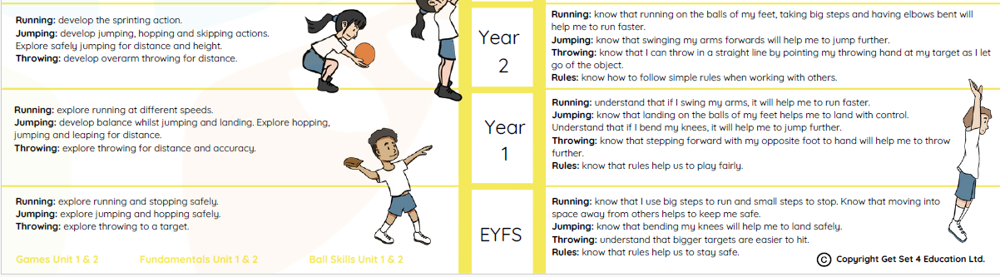 Running: develop the sprinting action.
Jumping: develop jumping, hopping and skipping actions.
Explore safely jumping for distance and height.
Throwing: develop overarm throwing for distance.
Year
2
Running: know that running on the balls of my feet, taking big steps and having elbows bent will
help me to run faster.
Jumping: know that swinging my arms forwards will help me to jump further.
Throwing: know that I can throw in a straight line by pointing my throwing hand at my target as I let
go of the object.
Rules: know how to follow simple rules when working with others.
Running: explore running at different speeds.
Jumping: develop balance whilst jumping and landing. Explore hopping,
jumping and leaping for distance.
Throwing: explore throwing for distance and accuracy.
Year
1
Running: understand that if I swing my arms, it will help me to run faster.
Jumping: know that landing on the balls of my feet helps me to land with control.
Understand that if I bend my knees, it will help me to jump further.
Throwing: know that stepping forward with my opposite foot to hand will help me to throw
further.
Rules: know that rules help us to play fairly.
Running: explore running and stopping safely.
Jumping: explore jumping and hopping safely.
Throwing: explore throwing to a target.
Games Unit 1 & 2 Fundamentals Unit 1 & 2 Ball Skills Unit 1 & 2
EYFS
Running: know that I use big steps to run and small steps to stop. Know that moving into
space away from others helps to keep me safe.
Jumping: know that bending my knees will help me to land safely.
Throwing: understand that bigger targets are easier to hit.
Rules: know that rules help us to stay safe.
© Copyright Get Set 4 Education Ltd.